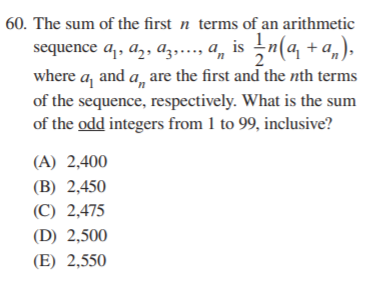 60. The sum of the first n terms of an arithmetic
sequence a₁, a₂, a₃,…, aₙ is ½n(a₁ + aₙ),
where a₁ and aₙ are the first and the nth terms
of the sequence, respectively. What is the sum
of the odd integers from 1 to 99, inclusive?
(A) 2,400
(B) 2,450
(C) 2,475
(D) 2,500
(E) 2,550